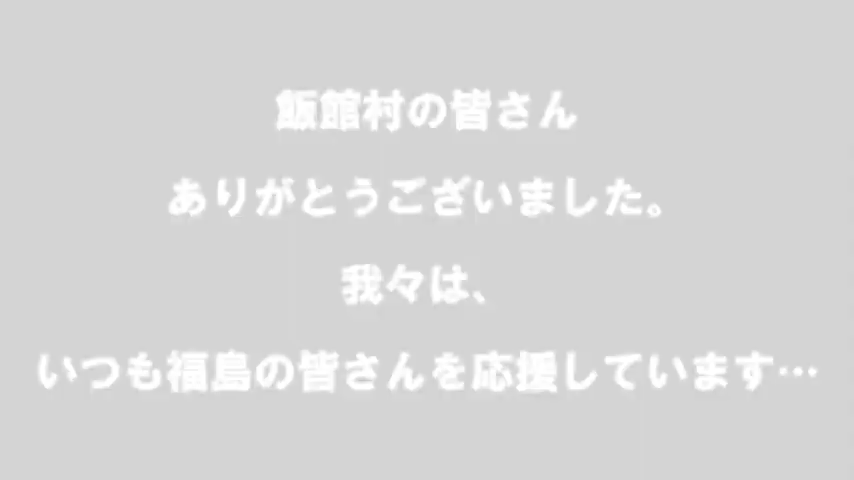 飯館村の皆さん
ありがとうございました。
我々は、
いつも福島の皆さんを応援しています…